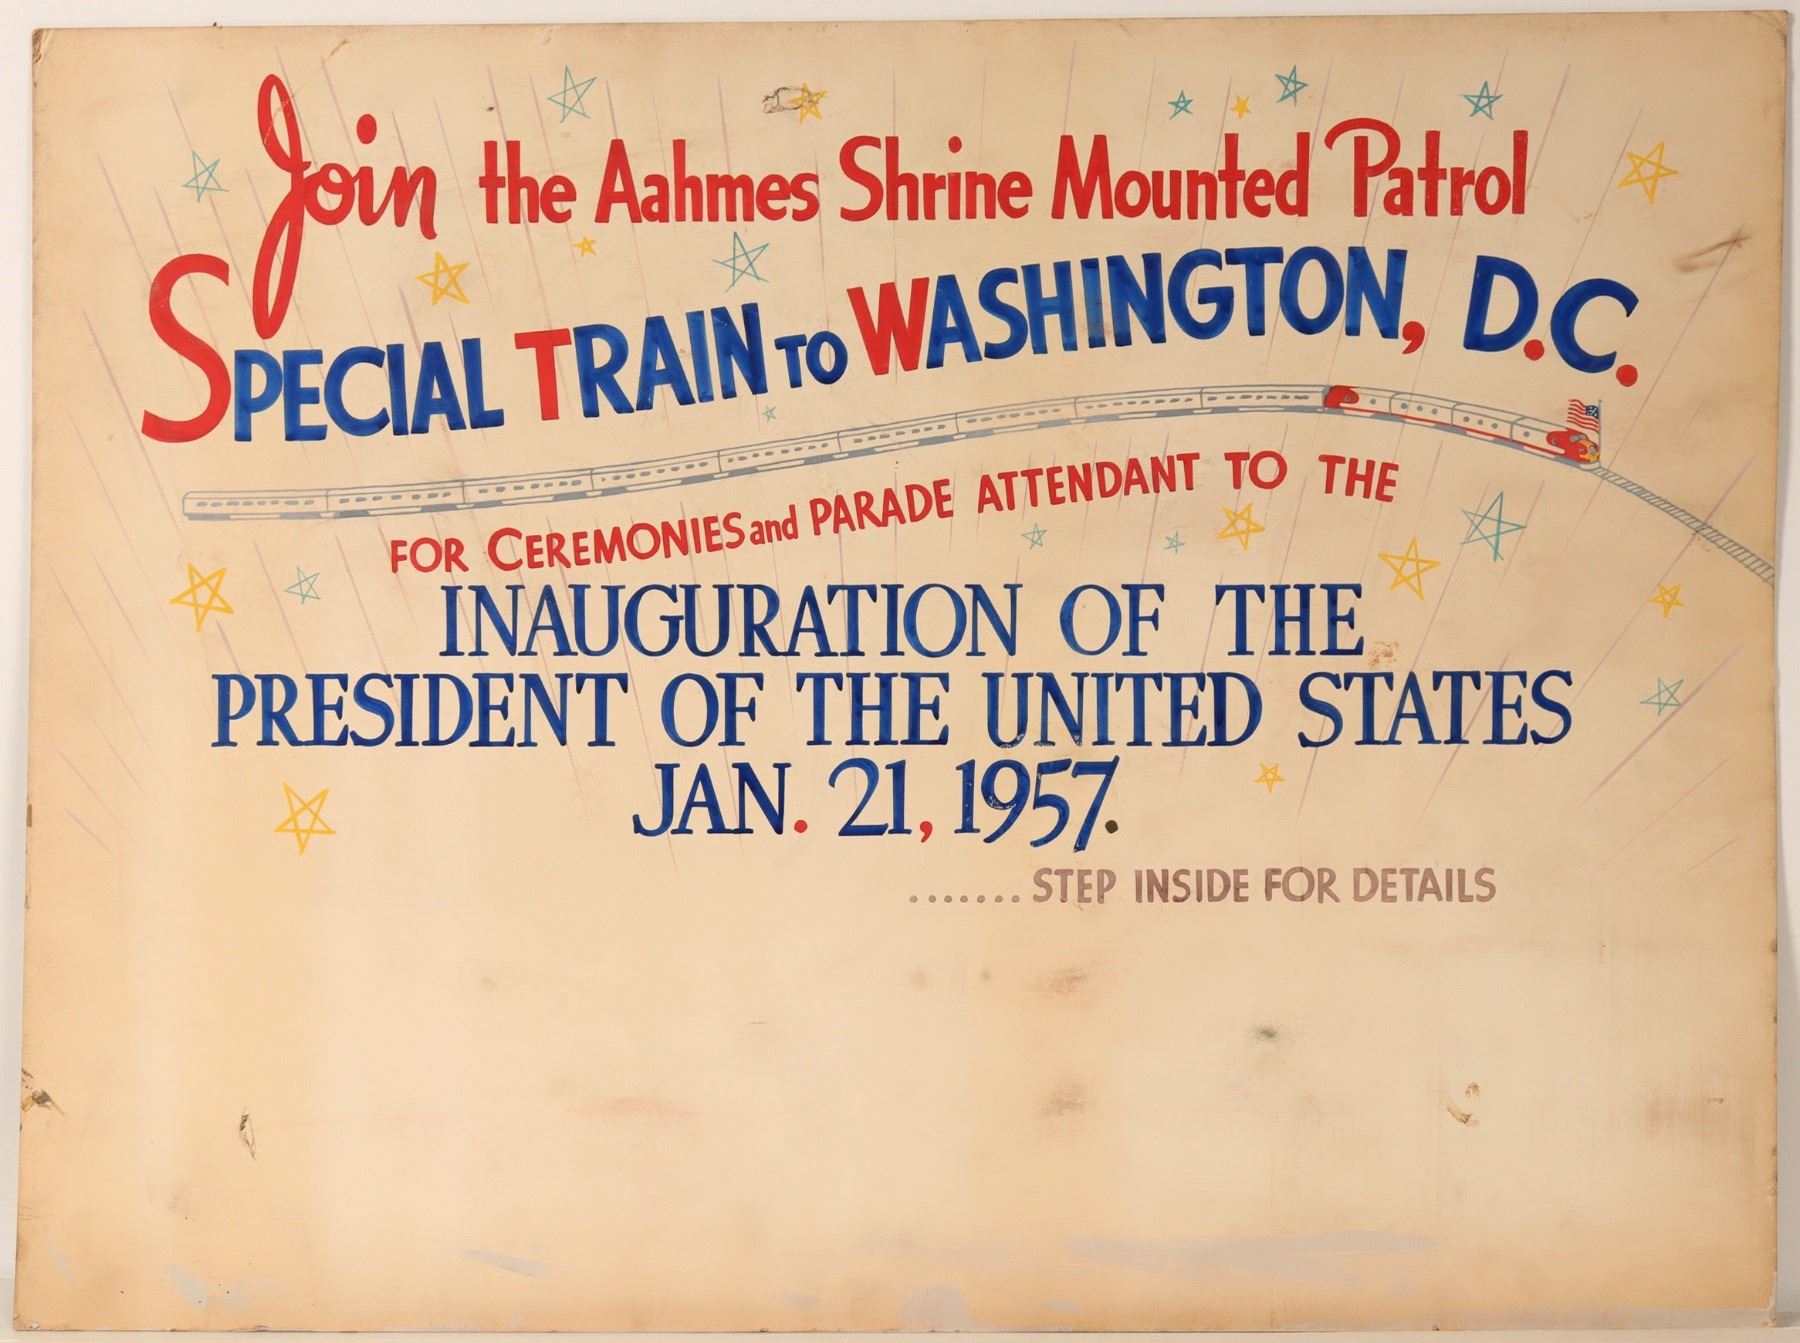 Join the Aahmes Shrine Mounted Patrol
SPECIAL TRAIN TO WASHINGTON, D.C.
FOR CEREMONIES and PARADE ATTENDANT TO THE
INAUGURATION OF THE
PRESIDENT OF THE UNITED STATES
JAN. 21, 1957.
....... STEP INSIDE FOR DETAILS